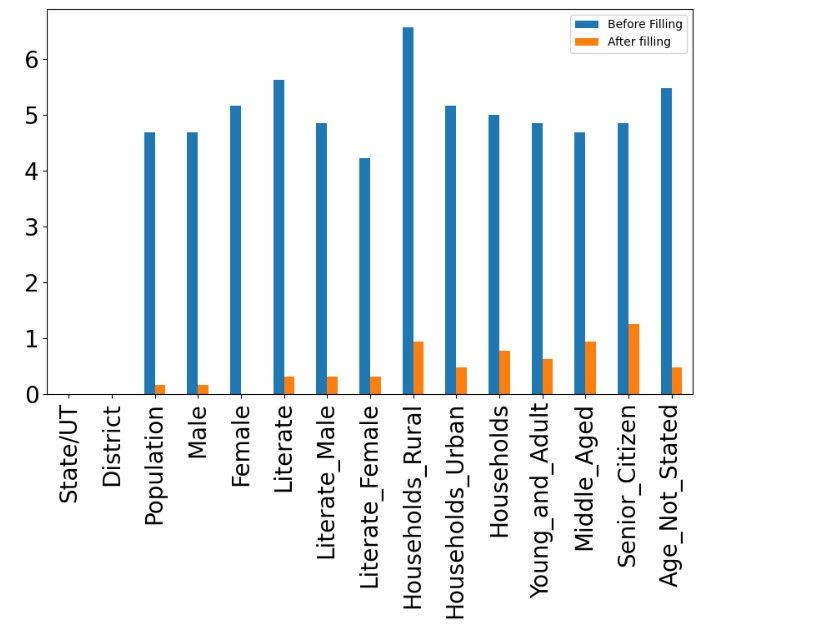 Before Filling
After filling
6
5
4
3
2
1
0
State/UT
District
Population
Male
Female
Literate
Literate_Male
Literate_Female
Households_Rural
Households_Urban
Households
Young_and_Adult
Middle_Aged
Senior_Citizen
Age_Not_Stated